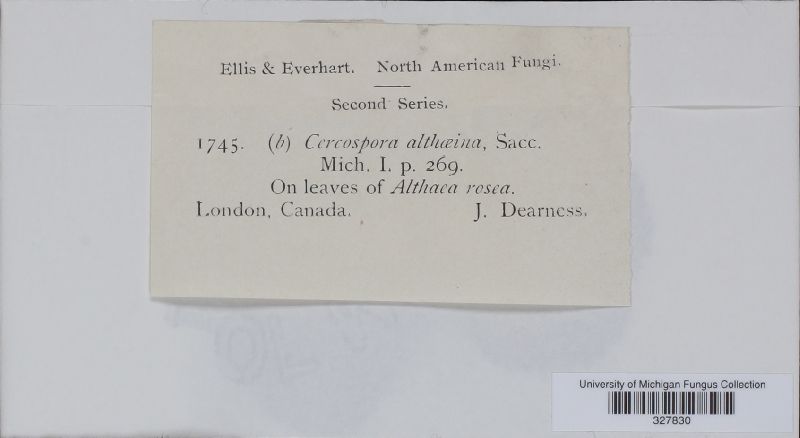 Ellis & Everhart. North American Fungi.
Second Series.
1745. (b) Cercospora althæina, Sacc.
Mich. I. p. 269.
On leaves of Althaea rosea.
London, Canada. J. Dearness.
University of Michigan Fungus Collection
327830